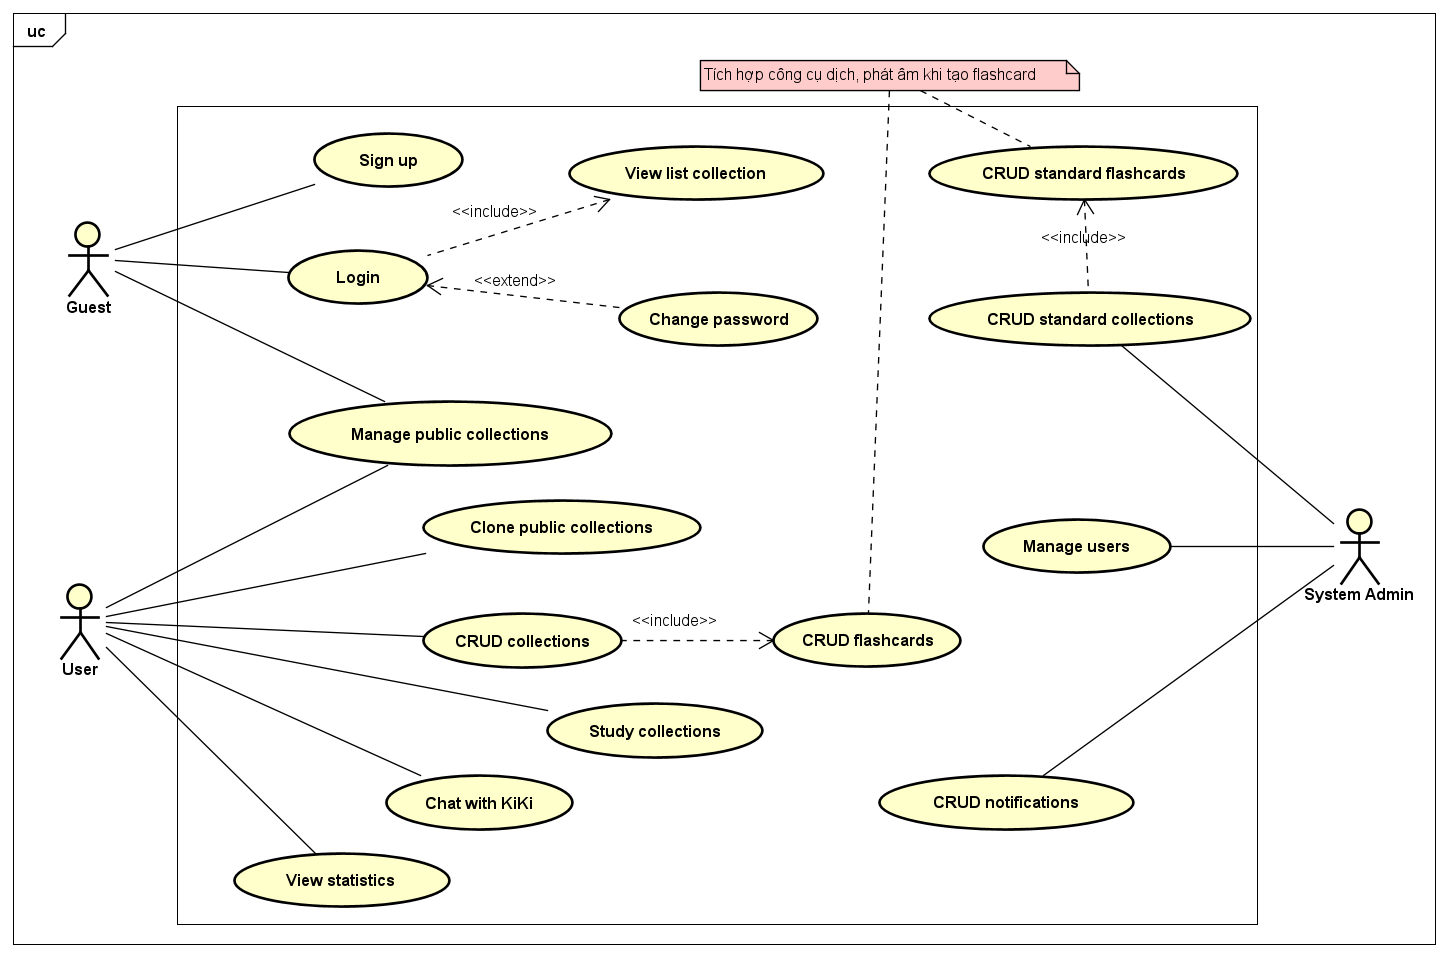 uc
Tích hợp công cụ dịch, phát âm khi tạo flashcard
Sign up
View list collection
CRUD standard flashcards
<<include>>
<<include>>
Guest
Login
<<extend>>
Change password
CRUD standard collections
Manage public collections
Clone public collections
Manage users
System Admin
User
CRUD collections
<<include>>
CRUD flashcards
Study collections
Chat with KiKi
CRUD notifications
View statistics